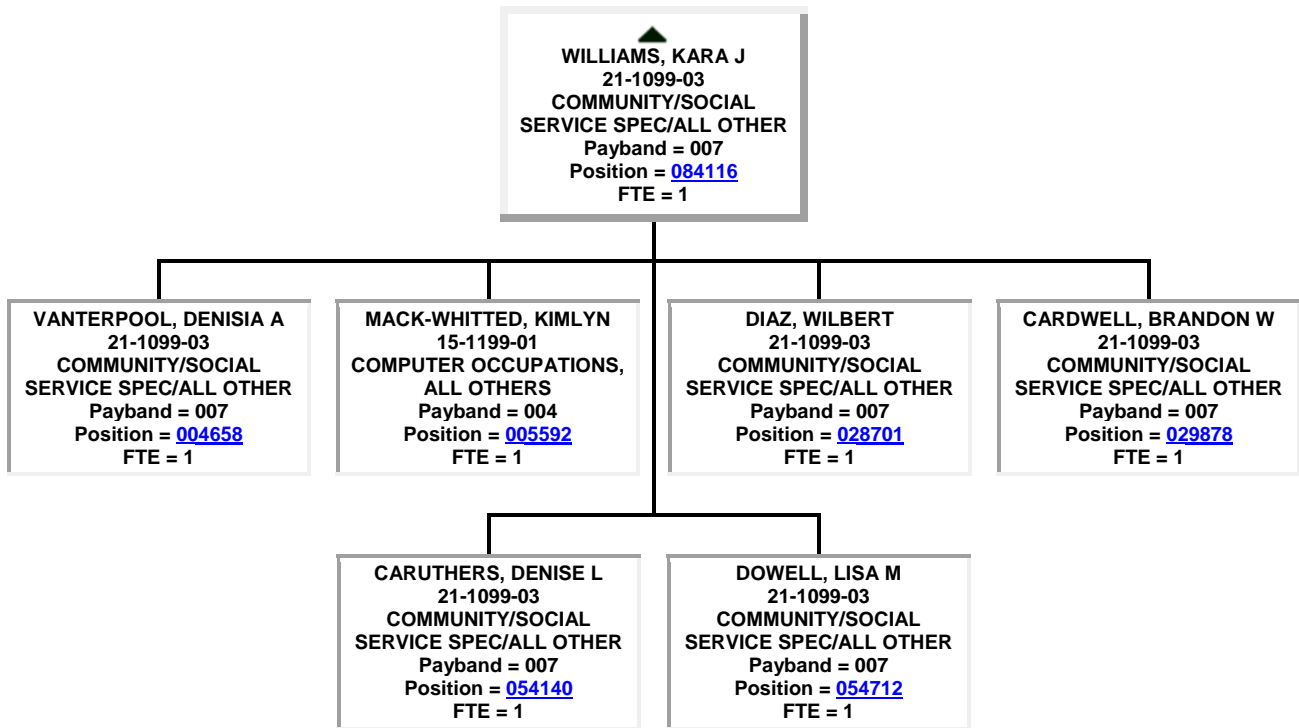 WILLIAMS, KARA J
21-1099-03
COMMUNITY/SOCIAL
SERVICE SPEC/ALL OTHER
Payband = 007
Position = 084116
FTE = 1
VANTERPOOL, DENISIA A
21-1099-03
COMMUNITY/SOCIAL
SERVICE SPEC/ALL OTHER
Payband = 007
Position = 004658
FTE = 1
MACK-WHITTED, KIMLYN
15-1199-01
COMPUTER OCCUPATIONS,
ALL OTHERS
Payband = 004
Position = 005592
FTE = 1
DIAZ, WILBERT
21-1099-03
COMMUNITY/SOCIAL
SERVICE SPEC/ALL OTHER
Payband = 007
Position = 028701
FTE = 1
CARDWELL, BRANDON W
21-1099-03
COMMUNITY/SOCIAL
SERVICE SPEC/ALL OTHER
Payband = 007
Position = 029878
FTE = 1
CARUTHERS, DENISE L
21-1099-03
COMMUNITY/SOCIAL
SERVICE SPEC/ALL OTHER
Payband = 007
Position = 054140
FTE = 1
DOWELL, LISA M
21-1099-03
COMMUNITY/SOCIAL
SERVICE SPEC/ALL OTHER
Payband = 007
Position = 054712
FTE = 1